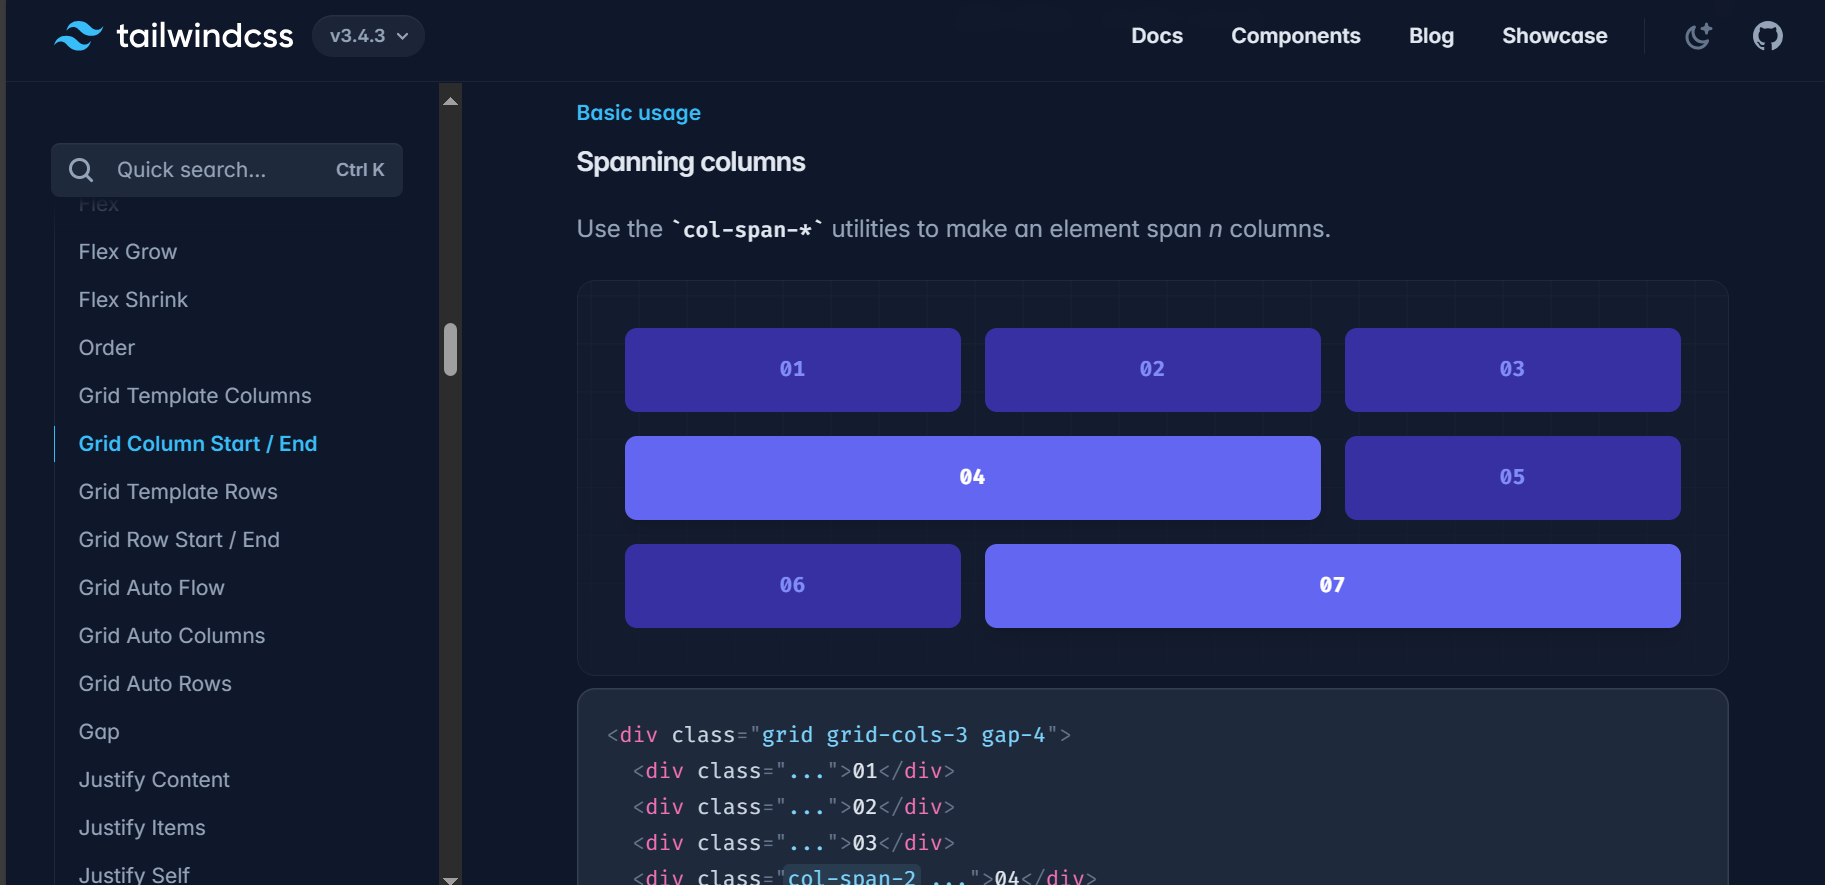 tailwindcss
v3.4.3
Docs
Components
Blog
Showcase
Quick search...
Ctrl K
Flex
Flex Grow
Flex Shrink
Order
Grid Template Columns
Grid Column Start / End
Grid Template Rows
Grid Row Start / End
Grid Auto Flow
Grid Auto Columns
Grid Auto Rows
Gap
Justify Content
Justify Items
Justify Self
Basic usage
Spanning columns
Use the `col-span-*` utilities to make an element span n columns.
01
02
03
04
05
06
07
<div class="grid grid-cols-3 gap-4">
<div class="...">01</div>
<div class="...">02</div>
<div class="...">03</div>
<div class="col-span-2 ...">04</div>